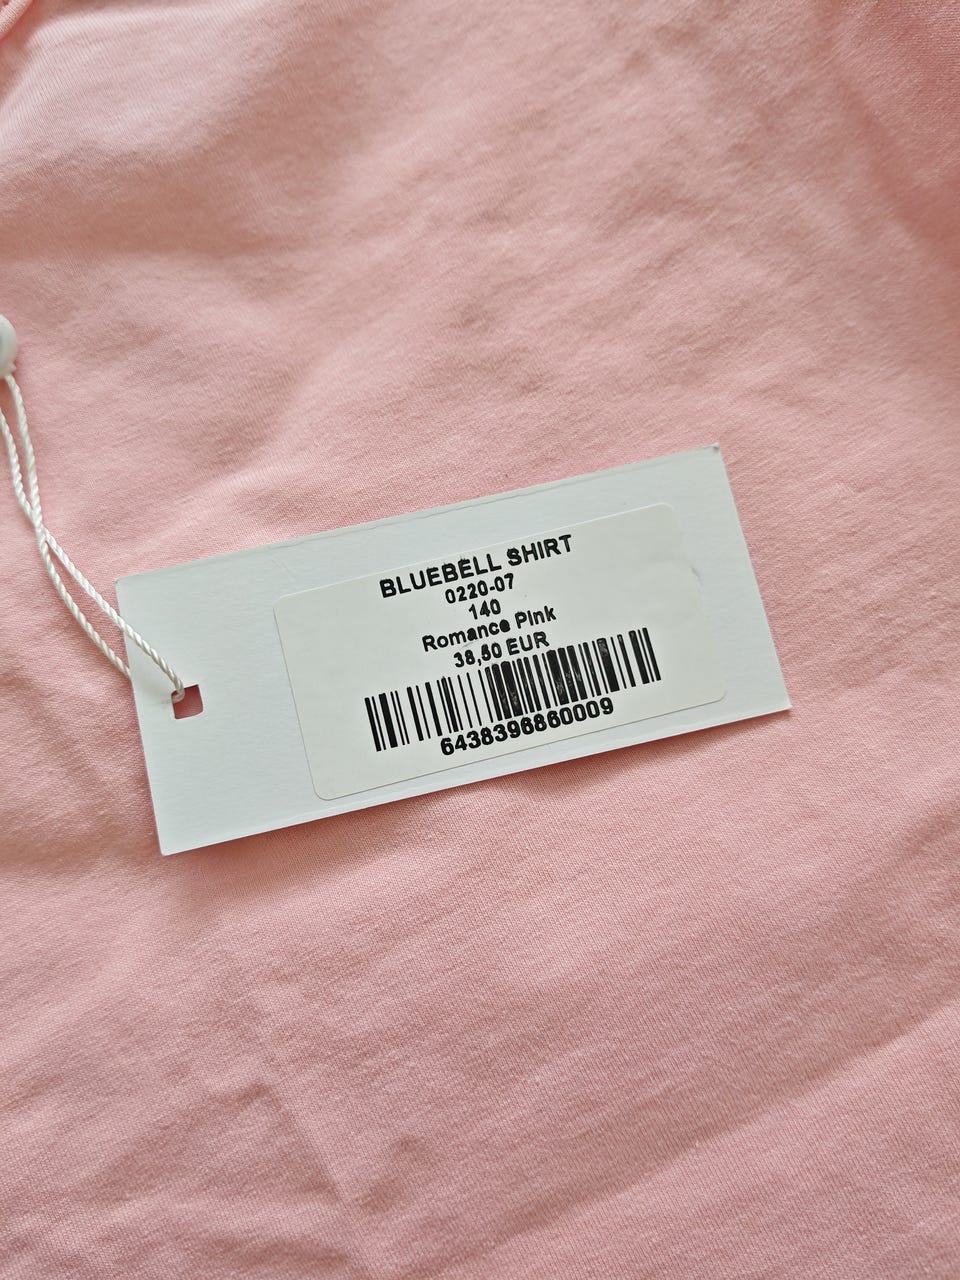 BLUEBELL SHIRT
0220-07
140
Romance Pink
38,50 EUR
6438396860009